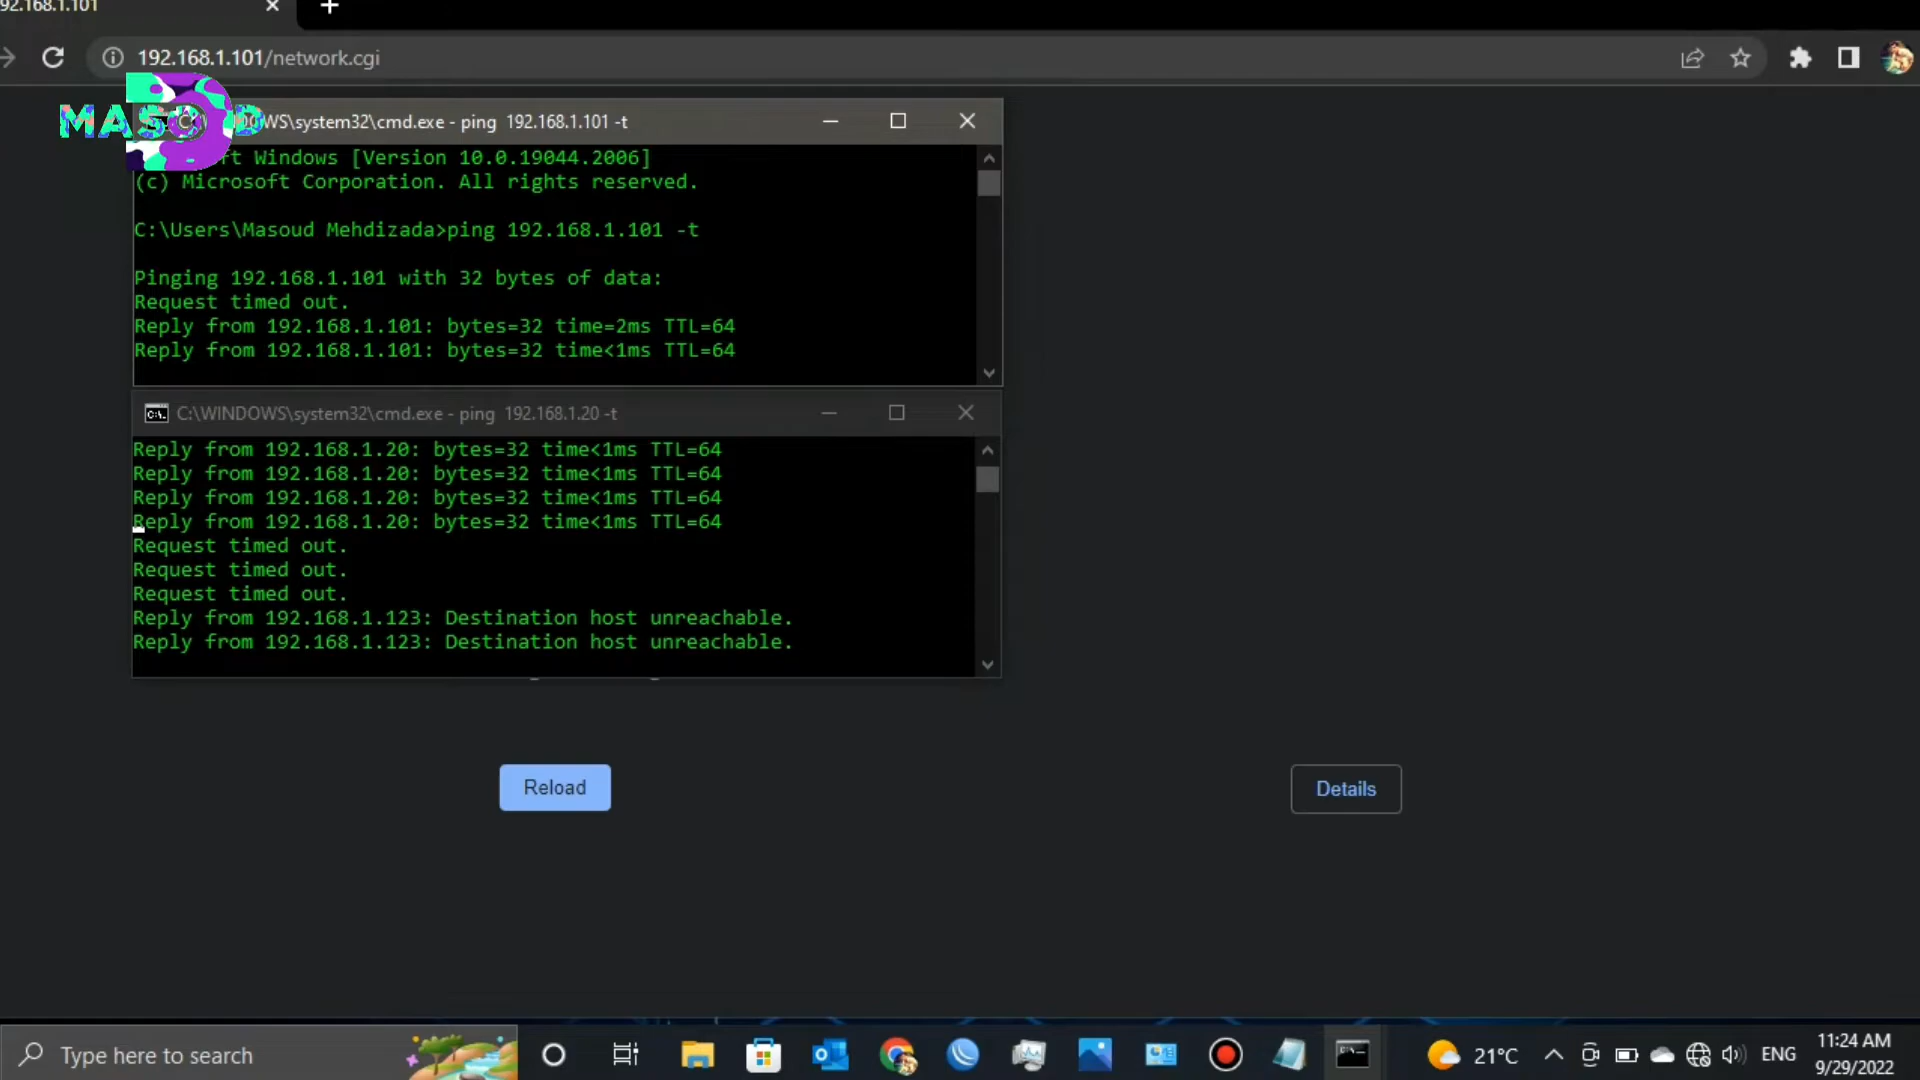 92.168.1.101
192.168.1.101/network.cgi
MASOD
OWS\system32\cmd.exe - ping 192.168.1.101 -t
ft Windows [Version 10.0.19044.2006]
(c) Microsoft Corporation. All rights reserved.
C:\Users\Masoud Mehdizada>ping 192.168.1.101 -t
Pinging 192.168.1.101 with 32 bytes of data:
Request timed out.
Reply from 192.168.1.101: bytes=32 time=2ms TTL=64
Reply from 192.168.1.101: bytes=32 time<1ms TTL=64
C:\WINDOWS\system32\cmd.exe - ping 192.168.1.20 -t
Reply from 192.168.1.20: bytes=32 time<1ms TTL=64
Reply from 192.168.1.20: bytes=32 time<1ms TTL=64
Reply from 192.168.1.20: bytes=32 time<1ms TTL=64
Reply from 192.168.1.20: bytes=32 time<1ms TTL=64
Request timed out.
Request timed out.
Request timed out.
Reply from 192.168.1.123: Destination host unreachable.
Reply from 192.168.1.123: Destination host unreachable.
Reload
Details
Type here to search
21°C
ENG
11:24 AM
9/29/2022